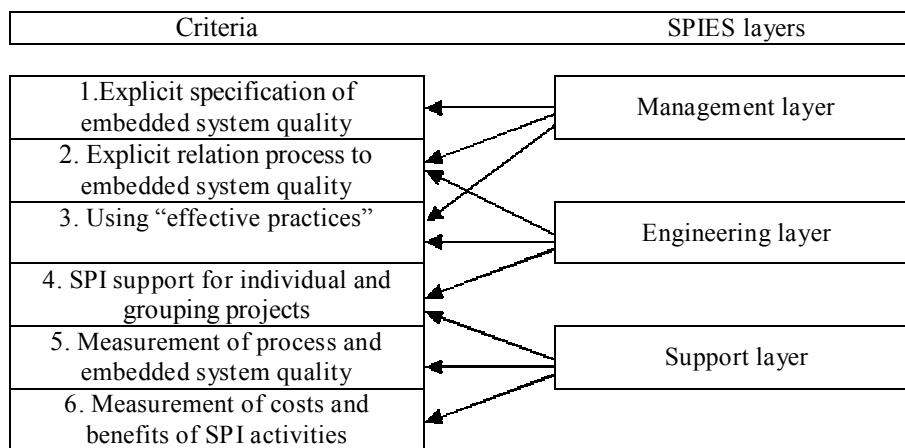 Criteria
SPIES layers
1.Explicit specification of
embedded system quality
2. Explicit relation process to
embedded system quality
3. Using “effective practices”
4. SPI support for individual and
grouping projects
5. Measurement of process and
embedded system quality
6. Measurement of costs and
benefits of SPI activities
Management layer
Engineering layer
Support layer